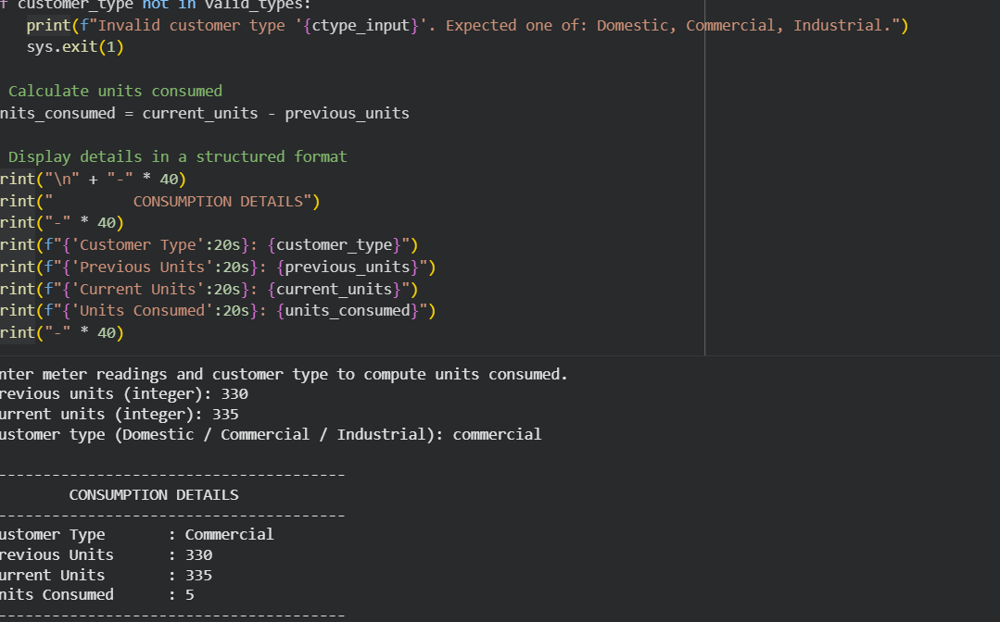 f customer_type not in valid_types:
print(f"Invalid customer type '{ctype_input}'. Expected one of: Domestic, Commercial, Industrial.")
sys.exit(1)
Calculate units consumed
nits_consumed = current_units - previous_units
Display details in a structured format
rint("\n" + "-" * 40)
rint("         CONSUMPTION DETAILS")
rint("-" * 40)
rint(f"{'Customer Type':20s}: {customer_type}")
rint(f"{'Previous Units':20s}: {previous_units}")
rint(f"{'Current Units':20s}: {current_units}")
rint(f"{'Units Consumed':20s}: {units_consumed}")
rint("-" * 40)
nter meter readings and customer type to compute units consumed.
revious units (integer): 330
urrent units (integer): 335
ustomer type (Domestic / Commercial / Industrial): commercial
---------------------------------------
CONSUMPTION DETAILS
---------------------------------------
ustomer Type       : Commercial
revious Units      : 330
urrent Units       : 335
nits Consumed      : 5
---------------------------------------